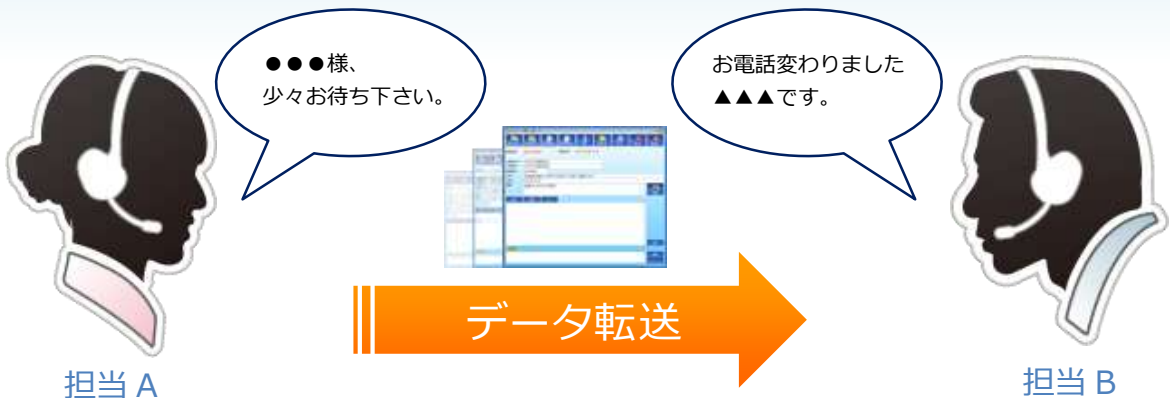 ●●●様、
少々お待ち下さい。
お電話変わりました
▲▲▲です。
データ転送
担当 A
担当 B